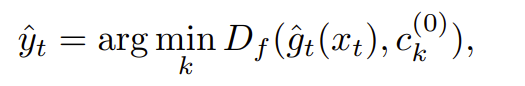 ŷ_t = arg min_k D_f(ĝ_t(x_t), c_k^{(0)}),